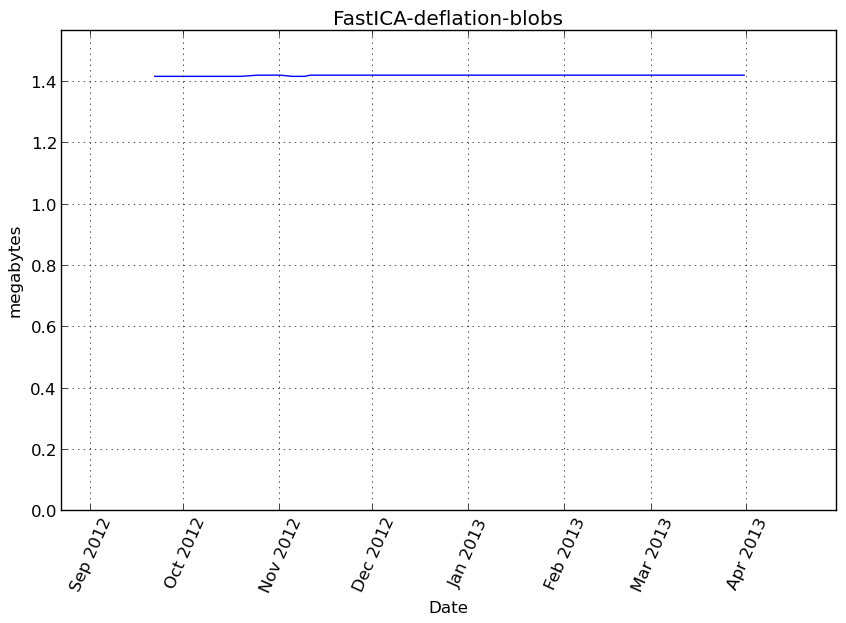 FastICA-deflation-blobs
1.4
1.2
1.0
0.8
0.6
0.4
0.2
0.0
megabytes
Sep 2012
Oct 2012
Nov 2012
Dec 2012
Jan 2013
Feb 2013
Mar 2013
Apr 2013
Date